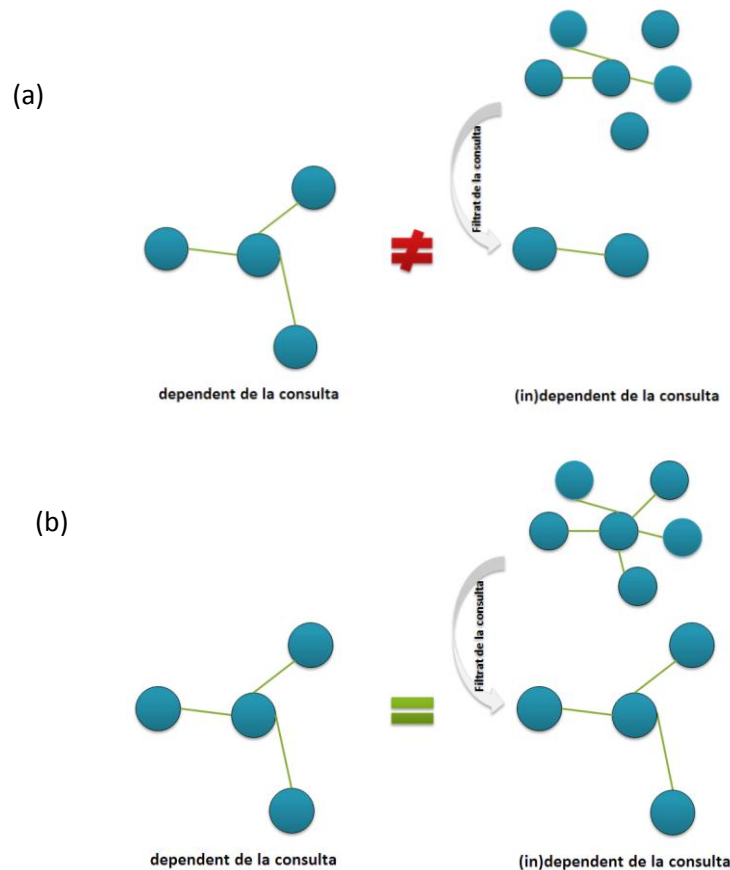 (a)
Filtrat de la consulta
dependent de la consulta
(in)dependent de la consulta
(b)
Filtrat de la consulta
dependent de la consulta
(in)dependent de la consulta